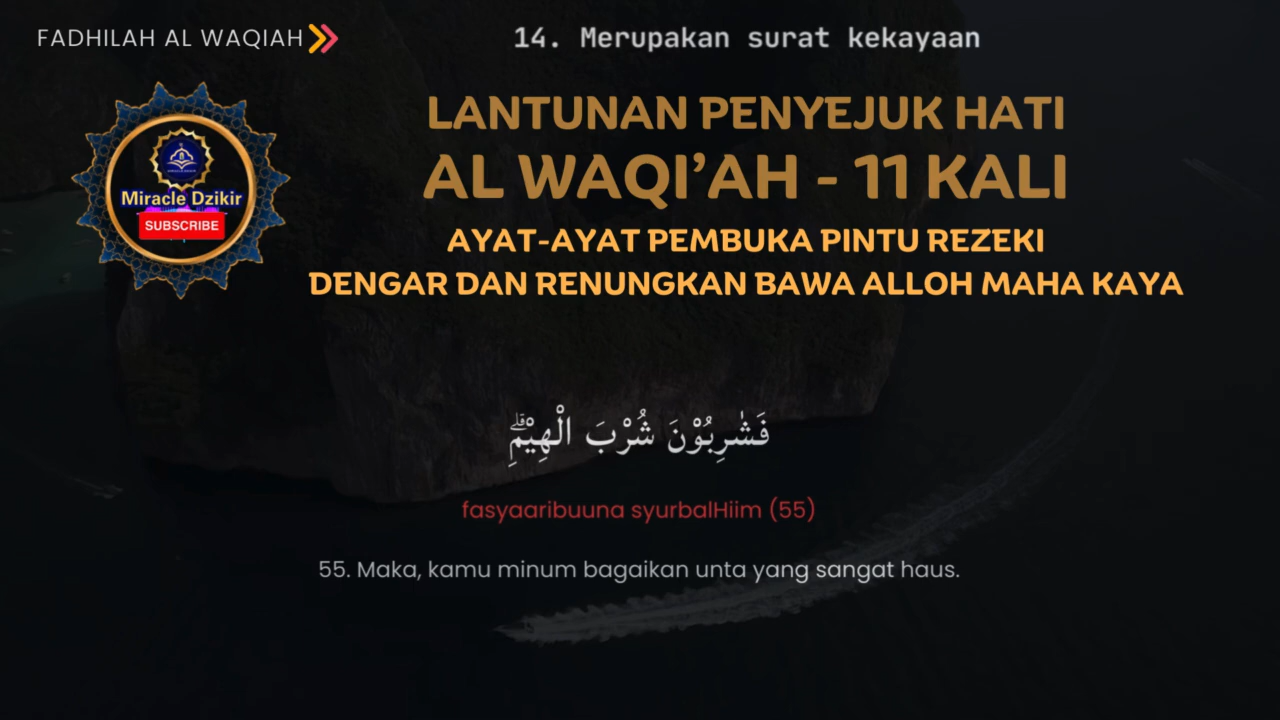 FADHILAH AL WAQIAH
14. Merupakan surat kekayaan
LANTUNAN PENYEJUK HATI
AL WAQI’AH - 11 KALI
AYAT-AYAT PEMBUKA PINTU REZEKI
DENGAR DAN RENUNGKAN BAWA ALLOH MAHA KAYA
Miracle Dzikir
SUBSCRIBE
فَشٰرِبُوْنَ شُرْبَ الْهِيْمِۗ
fasyaaribuuna syurbalHiim (55)
55. Maka, kamu minum bagaikan unta yang sangat haus.